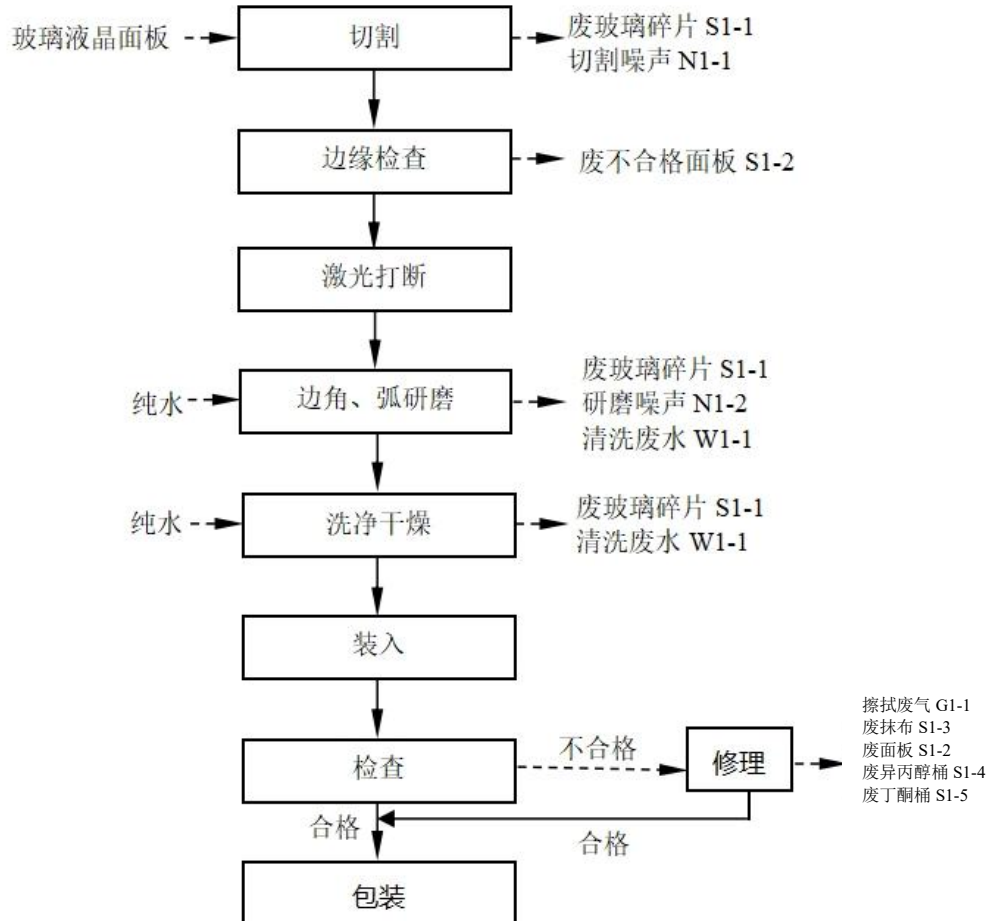 玻璃液晶面板
切割
废玻璃碎片 S1-1
切割噪声 N1-1
边缘检查
废不合格面板 S1-2
激光打断
纯水
边角、弧研磨
废玻璃碎片 S1-1
研磨噪声 N1-2
清洗废水 W1-1
纯水
洗净干燥
废玻璃碎片 S1-1
清洗废水 W1-1
装入
检查
不合格
修理
擦拭废气 G1-1
废抹布 S1-3
废面板 S1-2
废异丙醇桶 S1-4
废丁酮桶 S1-5
合格
合格
包装